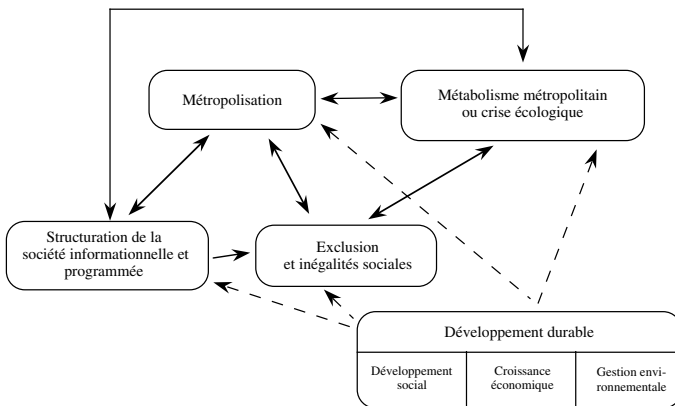 Métropolisation
Métabolisme métropolitain
ou crise écologique
Structuration de la
société informationnelle et
programmée
Exclusion
et inégalités sociales
Développement durable
Développement
social
Croissance
économique
Gestion envi-
ronnementale